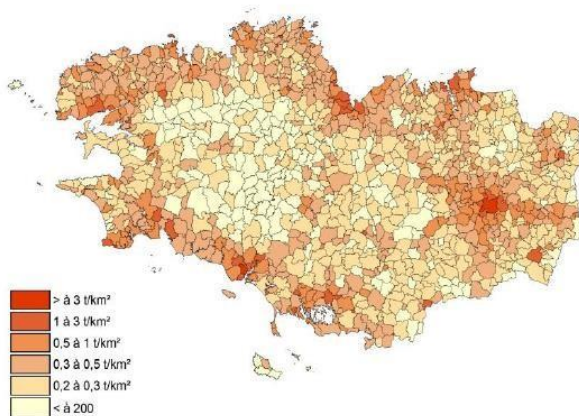 > à 3 t/km²
1 à 3 t/km²
0,5 à 1 t/km²
0,3 à 0,5 t/km²
0,2 à 0,3 t/km²
< à 200